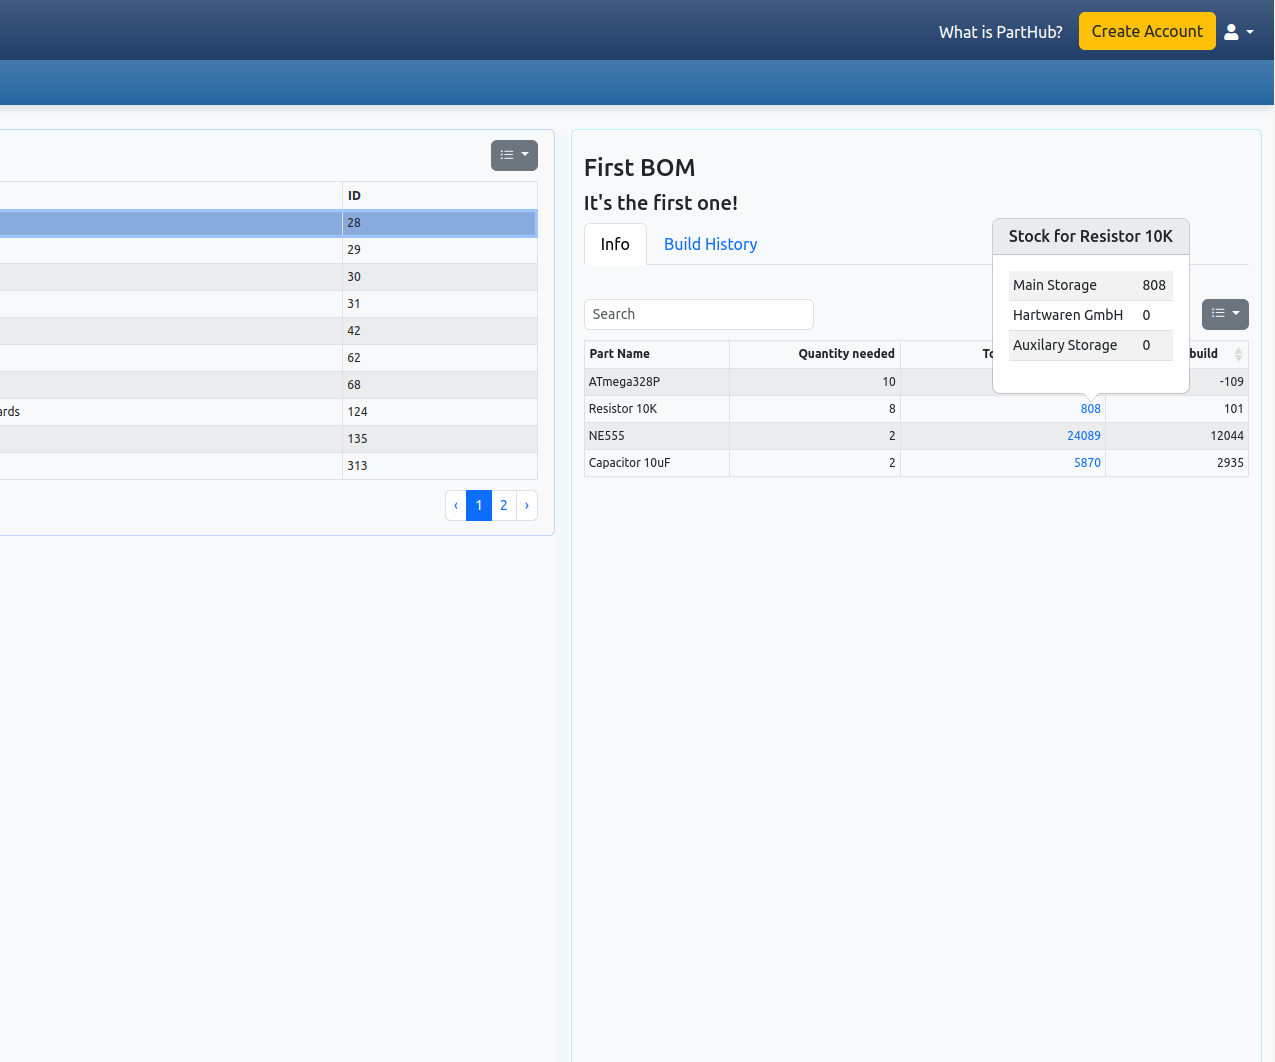 What is PartHub?
Create Account
ID
28
29
30
31
42
62
68
ards 124
135
313
‹ 1 2 ›
First BOM
It's the first one!
Info Build History
Stock for Resistor 10K
Main Storage 808
Hartwaren GmbH 0
Auxilary Storage 0
Search
Part Name Quantity needed To build
ATmega328P 10 -109
Resistor 10K 8 808 101
NE555 2 24089 12044
Capacitor 10uF 2 5870 2935